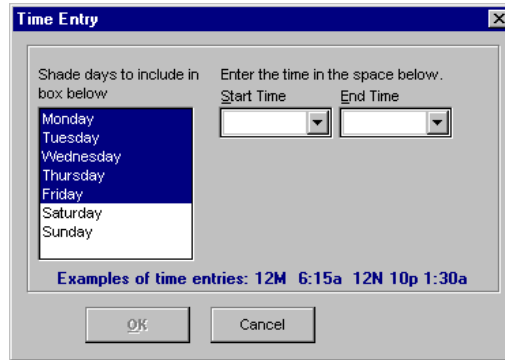 Time Entry
Shade days to include in
box below
Enter the time in the space below.
Start Time
End Time
Monday
Tuesday
Wednesday
Thursday
Friday
Saturday
Sunday
Examples of time entries: 12M 6:15a 12N 10p 1:30a
OK
Cancel